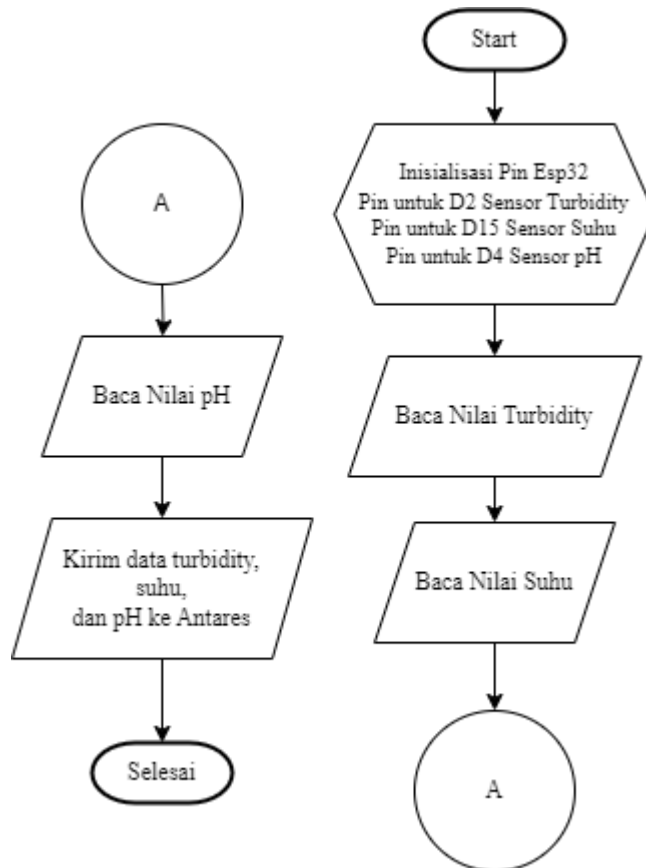 Start
Inisialisasi Pin Esp32
Pin untuk D2 Sensor Turbidity
Pin untuk D15 Sensor Suhu
Pin untuk D4 Sensor pH
Baca Nilai Turbidity
Baca Nilai Suhu
A
A
Baca Nilai pH
Kirim data turbidity,
suhu,
dan pH ke Antares
Selesai